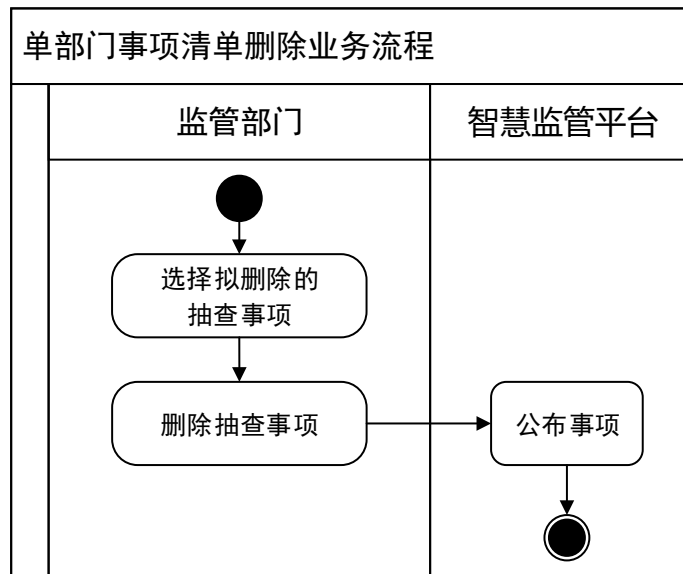 单部门事项清单删除业务流程
监管部门
智慧监管平台
选择拟删除的
抽查事项
删除抽查事项
公布事项